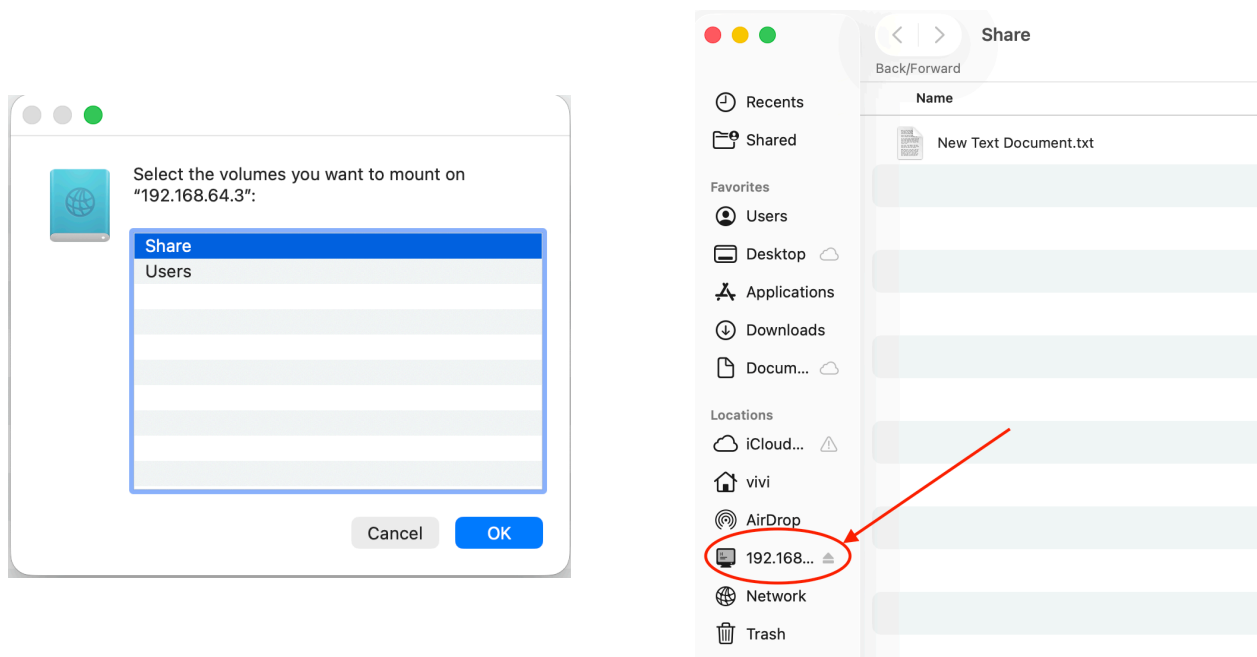 Select the volumes you want to mount on
“192.168.64.3”:
Share
Users
Cancel
OK
Share
Back/Forward
Name
New Text Document.txt
Recents
Shared
Favorites
Users
Desktop
Applications
Downloads
Docum...
Locations
iCloud...
vivi
AirDrop
192.168...
Network
Trash